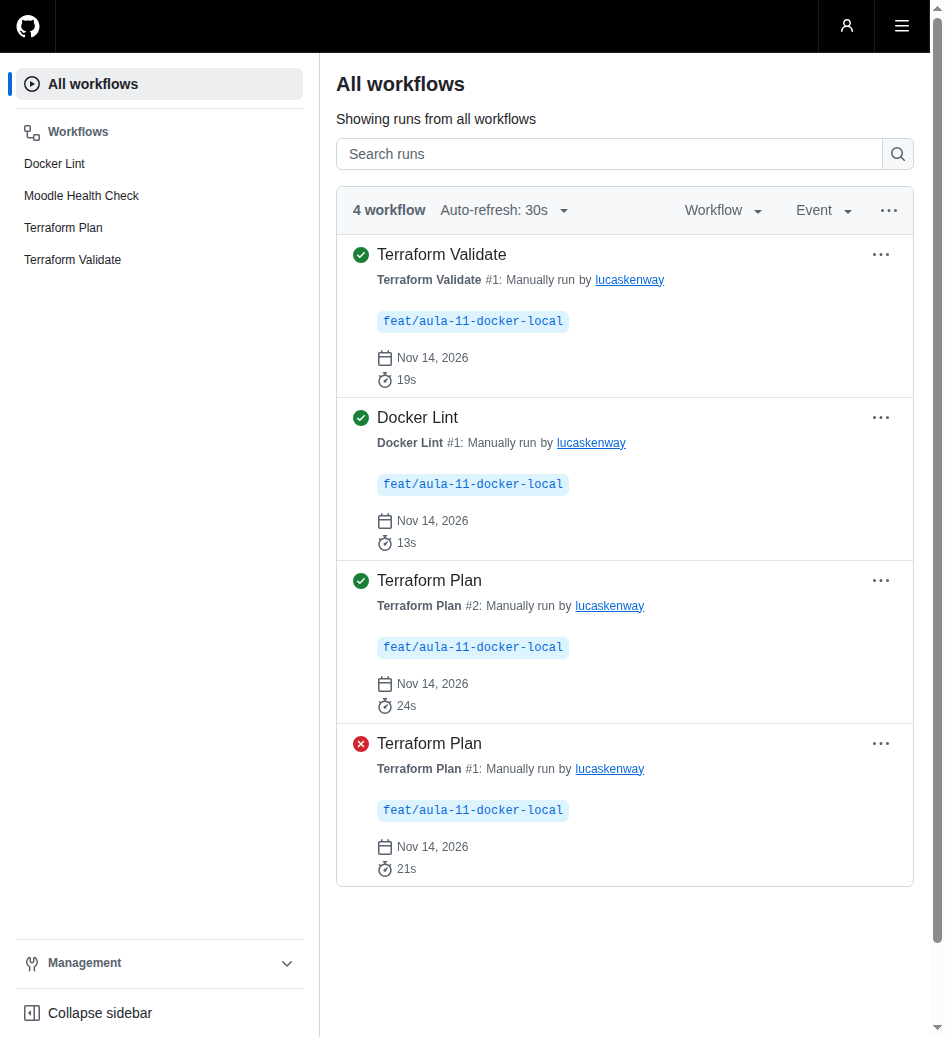 All workflows
Workflows
Docker Lint
Moodle Health Check
Terraform Plan
Terraform Validate
Management
Collapse sidebar
All workflows
Showing runs from all workflows
Search runs
4 workflow Auto-refresh: 30s Workflow Event
Terraform Validate
Terraform Validate #1: Manually run by lucaskenway
feat/aula-11-docker-local
Nov 14, 2026
19s
Docker Lint
Docker Lint #1: Manually run by lucaskenway
feat/aula-11-docker-local
Nov 14, 2026
13s
Terraform Plan
Terraform Plan #2: Manually run by lucaskenway
feat/aula-11-docker-local
Nov 14, 2026
24s
Terraform Plan
Terraform Plan #1: Manually run by lucaskenway
feat/aula-11-docker-local
Nov 14, 2026
21s